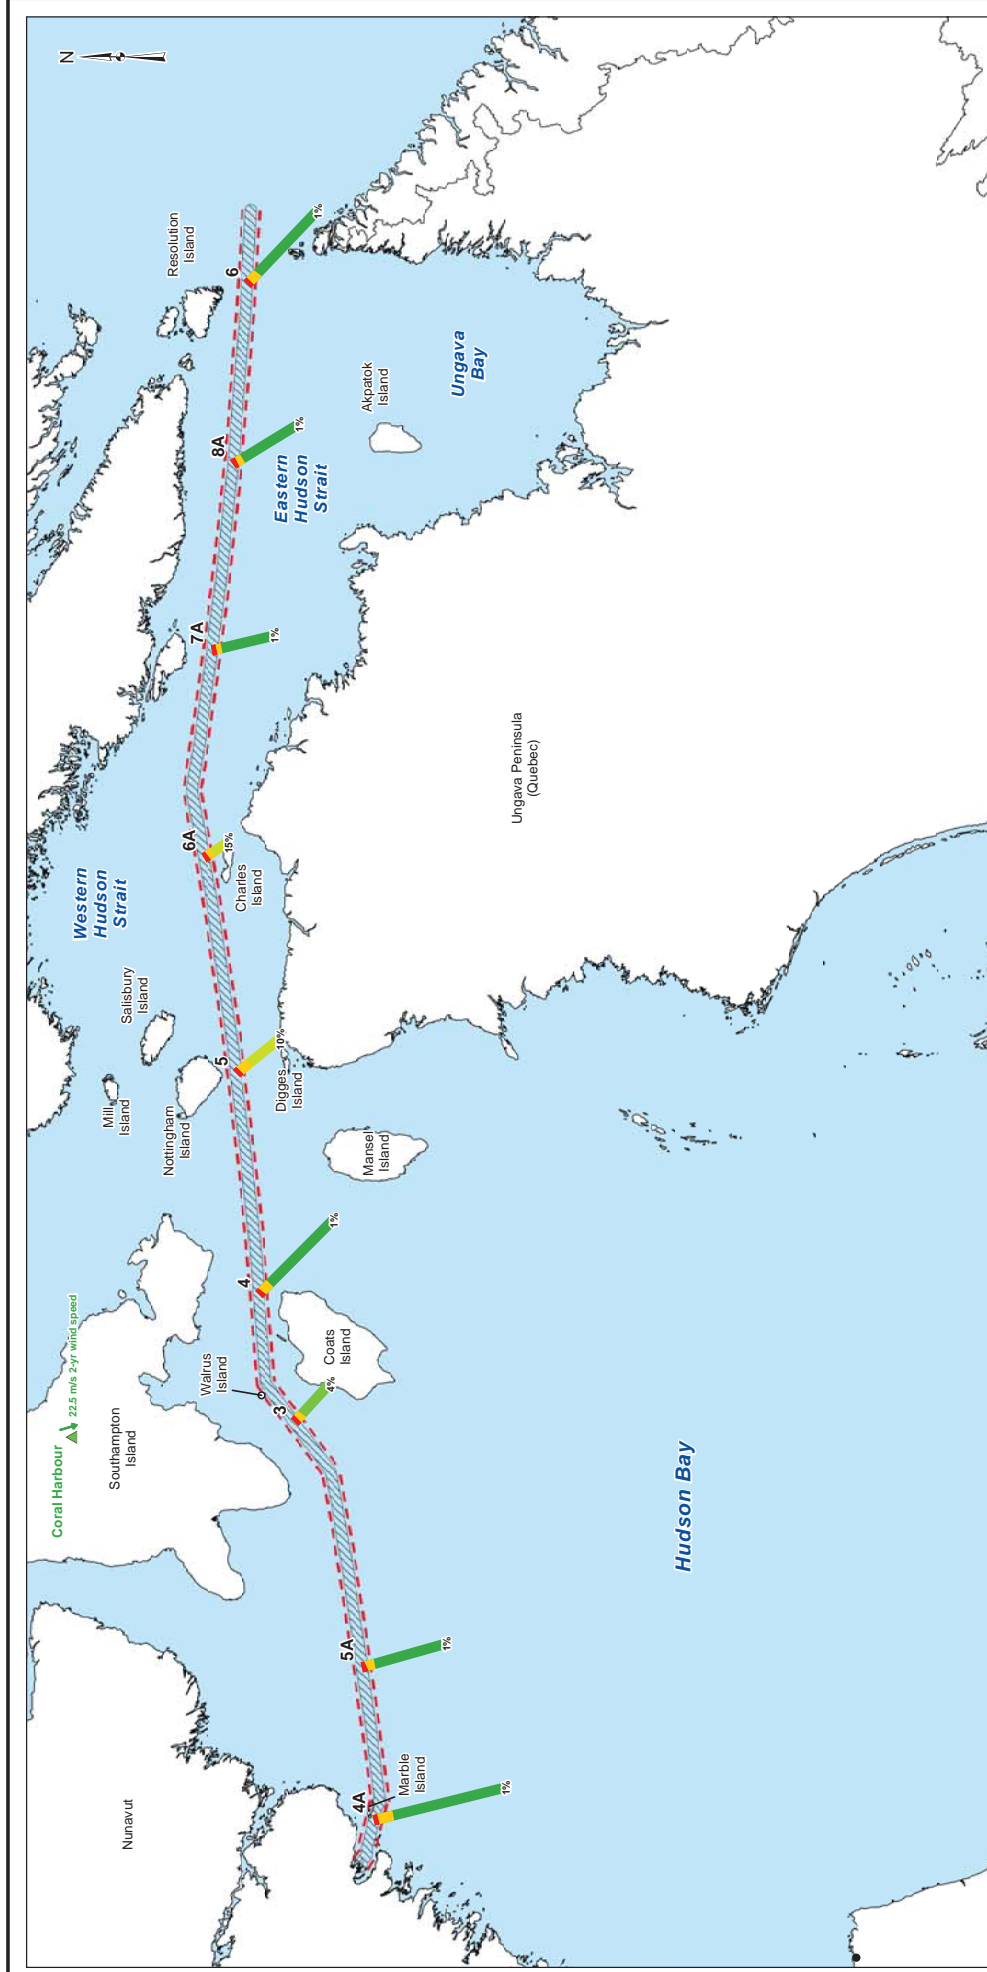 N
Resolution
Island
6
1%
Ungava
Bay
Akpatok
Island
8A
1%
Eastern
Hudson
Strait
7A
1%
Ungava Peninsula
(Quebec)
6A
15%
Charles
Island
Western
Hudson
Strait
Salisbury
Island
5
10%
Digges
Island
Mill
Island
Nottingham
Island
Mansel
Island
4
1%
Coats
Island
Walrus
Island
3
4%
Coral Harbour
22.5 m/s 2-yr wind speed
Southampton
Island
Hudson Bay
5A
1%
4A
Marble
Island
1%
Nunavut